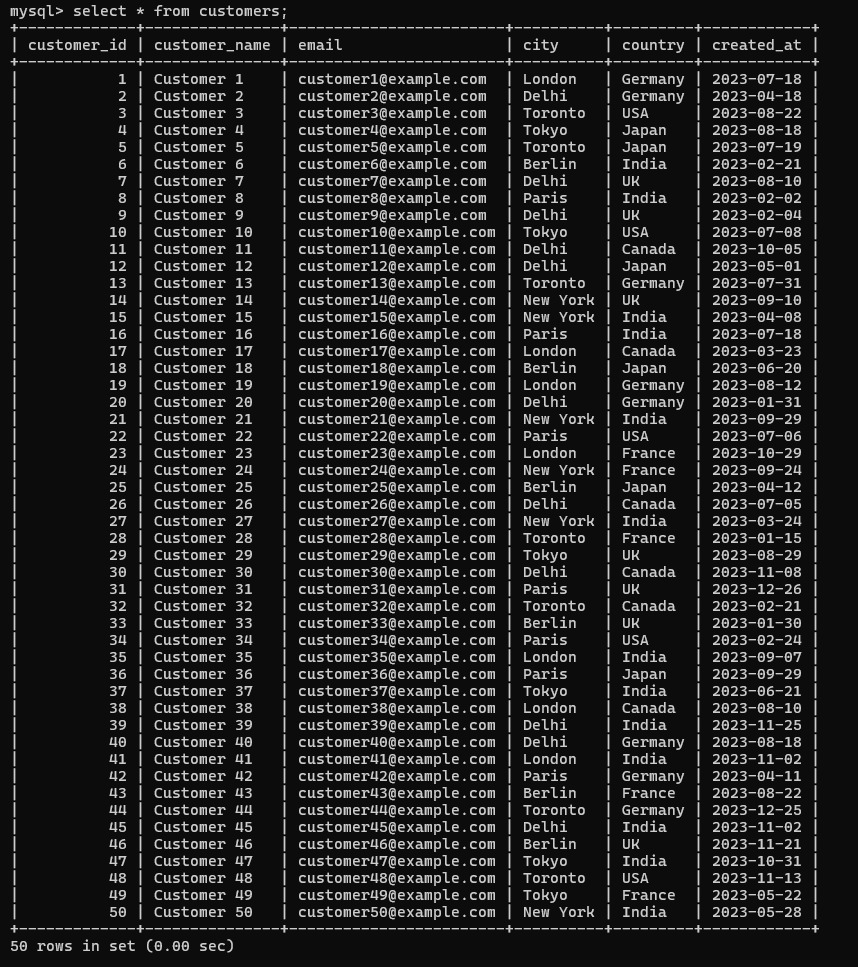 mysql> select * from customers;
+-------------+---------------+------------------------+----------+---------+------------+
| customer_id | customer_name | email                  | city     | country | created_at |
+-------------+---------------+------------------------+----------+---------+------------+
|           1 | Customer 1    | customer1@example.com  | London   | Germany | 2023-07-18 |
|           2 | Customer 2    | customer2@example.com  | Delhi    | Germany | 2023-04-18 |
|           3 | Customer 3    | customer3@example.com  | Toronto  | USA     | 2023-08-22 |
|           4 | Customer 4    | customer4@example.com  | Tokyo    | Japan   | 2023-08-18 |
|           5 | Customer 5    | customer5@example.com  | Toronto  | Japan   | 2023-07-19 |
|           6 | Customer 6    | customer6@example.com  | Berlin   | India   | 2023-02-21 |
|           7 | Customer 7    | customer7@example.com  | Delhi    | UK      | 2023-08-10 |
|           8 | Customer 8    | customer8@example.com  | Paris    | India   | 2023-02-02 |
|           9 | Customer 9    | customer9@example.com  | Delhi    | UK      | 2023-02-04 |
|          10 | Customer 10   | customer10@example.com | Tokyo    | USA     | 2023-07-08 |
|          11 | Customer 11   | customer11@example.com | Delhi    | Canada  | 2023-10-05 |
|          12 | Customer 12   | customer12@example.com | Delhi    | Japan   | 2023-05-01 |
|          13 | Customer 13   | customer13@example.com | Toronto  | Germany | 2023-07-31 |
|          14 | Customer 14   | customer14@example.com | New York | UK      | 2023-09-10 |
|          15 | Customer 15   | customer15@example.com | New York | India   | 2023-04-08 |
|          16 | Customer 16   | customer16@example.com | Paris    | India   | 2023-07-18 |
|          17 | Customer 17   | customer17@example.com | London   | Canada  | 2023-03-23 |
|          18 | Customer 18   | customer18@example.com | Berlin   | Japan   | 2023-06-20 |
|          19 | Customer 19   | customer19@example.com | London   | Germany | 2023-08-12 |
|          20 | Customer 20   | customer20@example.com | Delhi    | Germany | 2023-01-31 |
|          21 | Customer 21   | customer21@example.com | New York | India   | 2023-09-29 |
|          22 | Customer 22   | customer22@example.com | Paris    | USA     | 2023-07-06 |
|          23 | Customer 23   | customer23@example.com | London   | France  | 2023-10-29 |
|          24 | Customer 24   | customer24@example.com | New York | France  | 2023-09-24 |
|          25 | Customer 25   | customer25@example.com | Berlin   | Japan   | 2023-04-12 |
|          26 | Customer 26   | customer26@example.com | Delhi    | Canada  | 2023-07-05 |
|          27 | Customer 27   | customer27@example.com | New York | India   | 2023-03-24 |
|          28 | Customer 28   | customer28@example.com | Toronto  | France  | 2023-01-15 |
|          29 | Customer 29   | customer29@example.com | Tokyo    | UK      | 2023-08-29 |
|          30 | Customer 30   | customer30@example.com | Delhi    | Canada  | 2023-11-08 |
|          31 | Customer 31   | customer31@example.com | Paris    | UK      | 2023-12-26 |
|          32 | Customer 32   | customer32@example.com | Toronto  | Canada  | 2023-02-21 |
|          33 | Customer 33   | customer33@example.com | Berlin   | UK      | 2023-01-30 |
|          34 | Customer 34   | customer34@example.com | Paris    | USA     | 2023-02-24 |
|          35 | Customer 35   | customer35@example.com | London   | India   | 2023-09-07 |
|          36 | Customer 36   | customer36@example.com | Paris    | Japan   | 2023-09-29 |
|          37 | Customer 37   | customer37@example.com | Tokyo    | India   | 2023-06-21 |
|          38 | Customer 38   | customer38@example.com | London   | Canada  | 2023-08-10 |
|          39 | Customer 39   | customer39@example.com | Delhi    | India   | 2023-11-25 |
|          40 | Customer 40   | customer40@example.com | Delhi    | Germany | 2023-08-18 |
|          41 | Customer 41   | customer41@example.com | London   | India   | 2023-11-02 |
|          42 | Customer 42   | customer42@example.com | Paris    | Germany | 2023-04-11 |
|          43 | Customer 43   | customer43@example.com | Berlin   | France  | 2023-08-22 |
|          44 | Customer 44   | customer44@example.com | Toronto  | Germany | 2023-12-25 |
|          45 | Customer 45   | customer45@example.com | Delhi    | India   | 2023-11-02 |
|          46 | Customer 46   | customer46@example.com | Berlin   | UK      | 2023-11-21 |
|          47 | Customer 47   | customer47@example.com | Tokyo    | India   | 2023-10-31 |
|          48 | Customer 48   | customer48@example.com | Toronto  | USA     | 2023-11-13 |
|          49 | Customer 49   | customer49@example.com | Tokyo    | France  | 2023-05-22 |
|          50 | Customer 50   | customer50@example.com | New York | India   | 2023-05-28 |
+-------------+---------------+------------------------+----------+---------+------------+
50 rows in set (0.00 sec)